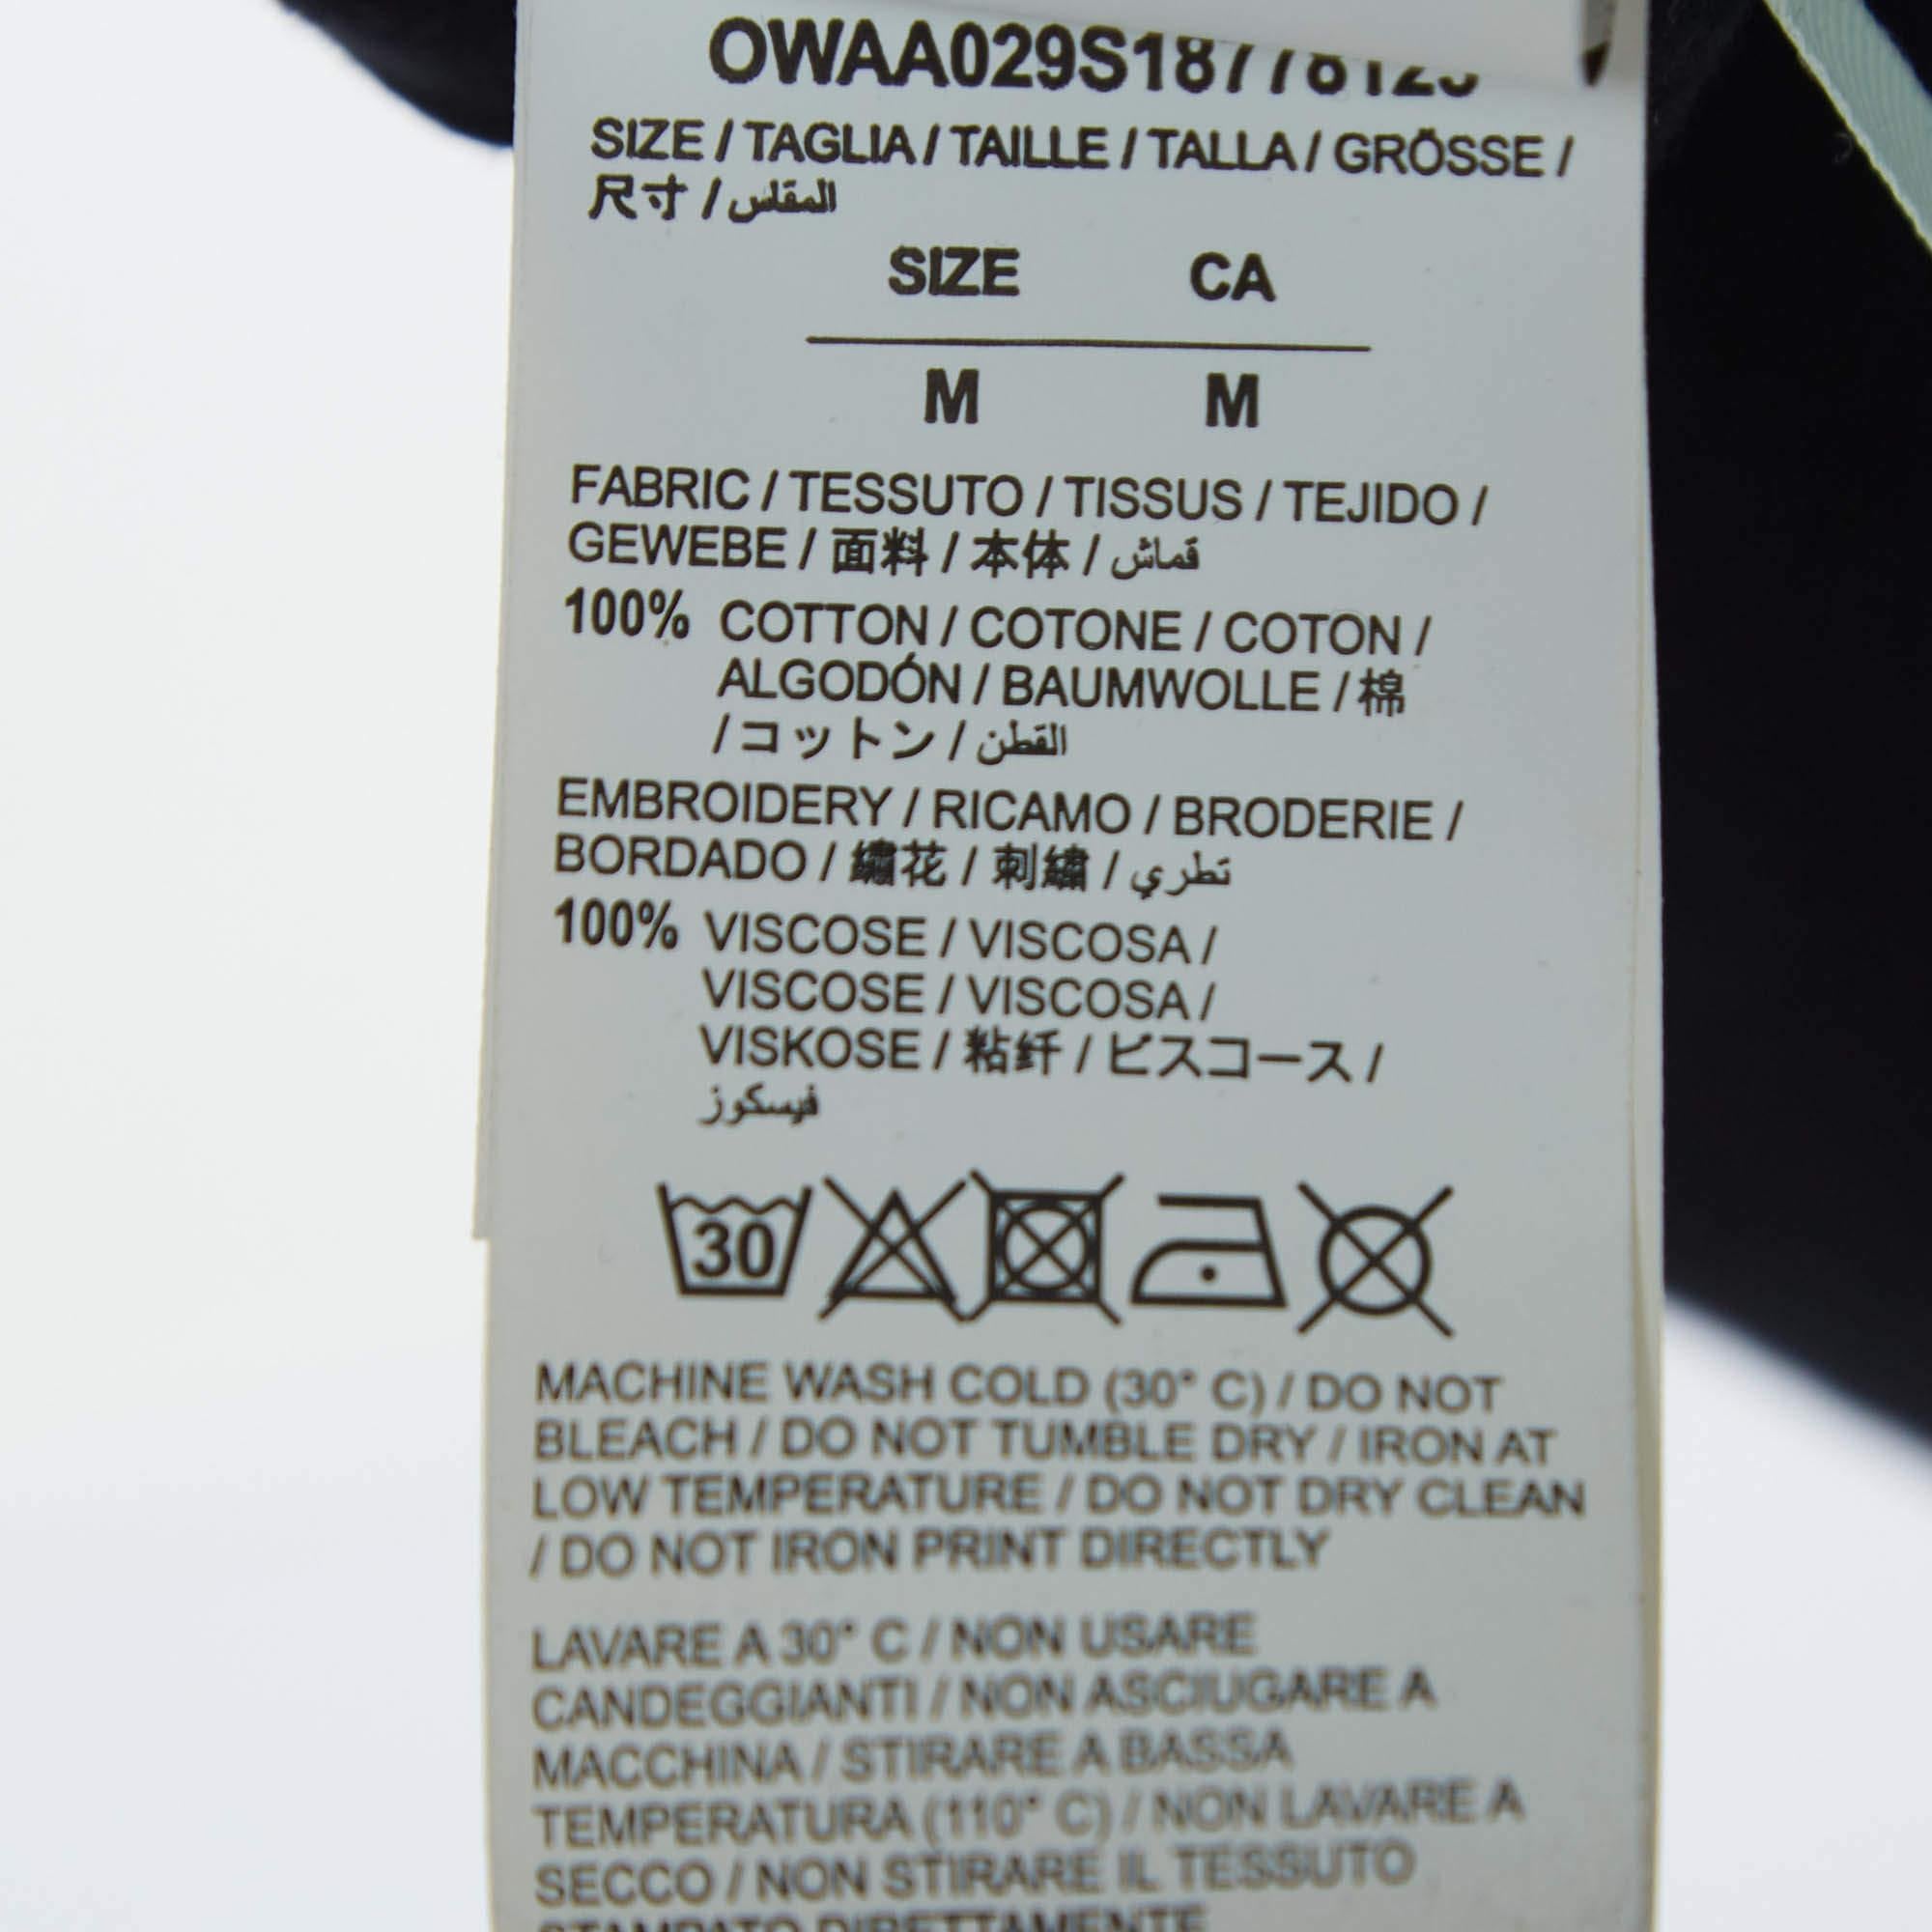 OWAA029S18778123
SIZE / TAGLIA / TAILLE / TALLA / GRÖSSE /
尺寸 / المقاس
SIZE CA
M M
FABRIC / TESSUTO / TISSUS / TEJIDO /
GEWEBE / 面料 / 本体 / قماش
100% COTTON / COTONE / COTON /
ALGODÓN / BAUMWOLLE / 棉
/ コットン / القطن
EMBROIDERY / RICAMO / BRODERIE /
BORDADO / 繡花 / 刺繍 / تطري
100% VISCOSE / VISCOSA /
VISCOSE / VISCOSA /
VISKOSE / 粘纤 / ビスコース /
فيسكوز
30
MACHINE WASH COLD (30° C) / DO NOT
BLEACH / DO NOT TUMBLE DRY / IRON AT
LOW TEMPERATURE / DO NOT DRY CLEAN
/ DO NOT IRON PRINT DIRECTLY
LAVARE A 30° C / NON USARE
CANDEGGIANTI / NON ASCIUGARE A
MACCHINA / STIRARE A BASSA
TEMPERATURA (110° C) / NON LAVARE A
SECCO / NON STIRARE IL TESSUTO
STAMPATO DIRETTAMENTE